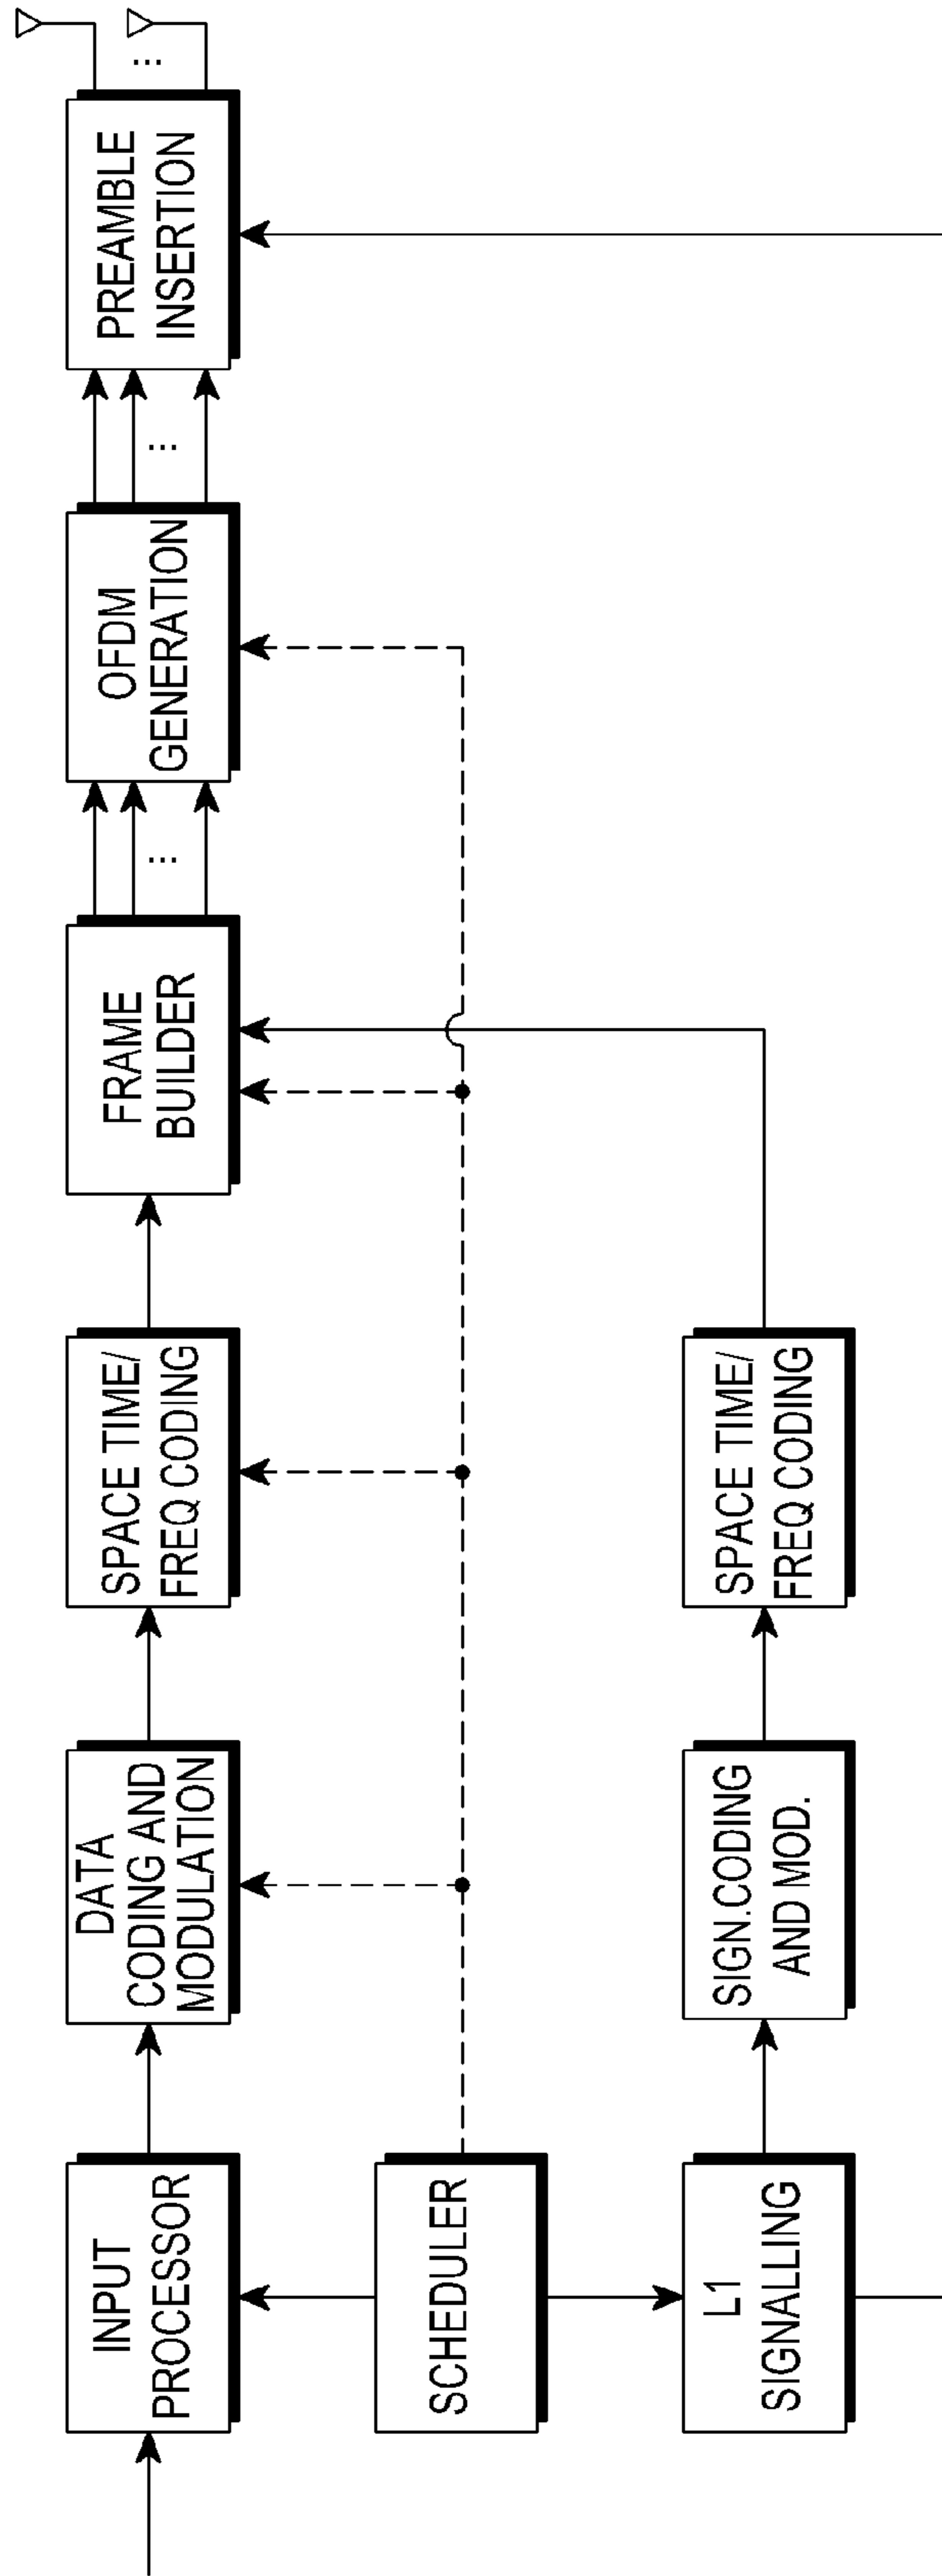 INPUT
PROCESSOR
DATA
CODING AND
MODULATION
SPACE TIME/
FREQ CODING
FRAME
BUILDER
...
OFDM
GENERATION
...
PREAMBLE
INSERTION
...
SCHEDULER
L1
SIGNALLING
SIGN.CODING
AND MOD.
SPACE TIME/
FREQ CODING